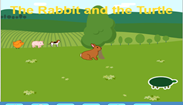 The Rabbit and the Turtle